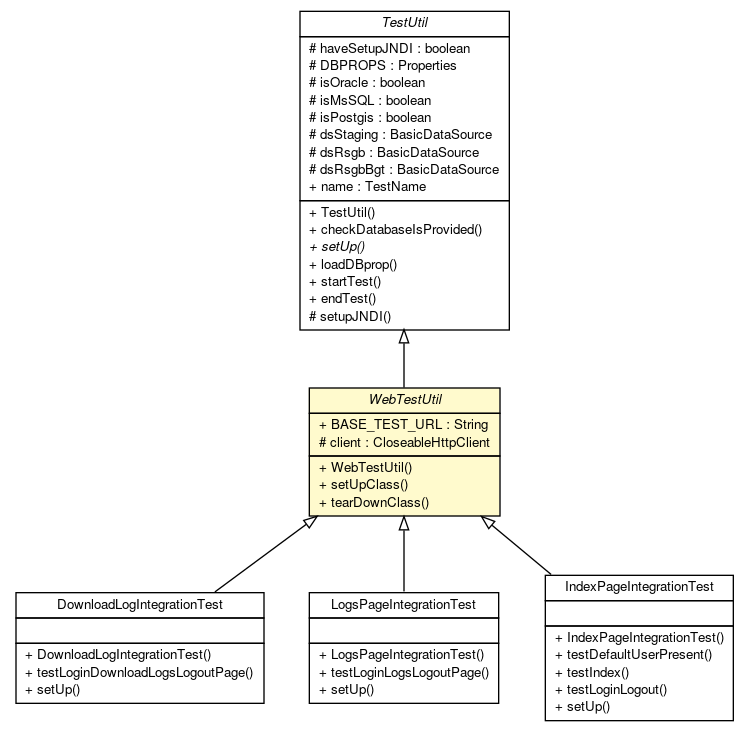 TestUtil
# haveSetupJNDI : boolean
# DBPROPS : Properties
# isOracle : boolean
# isMsSQL : boolean
# isPostgis : boolean
# dsStaging : BasicDataSource
# dsRsgb : BasicDataSource
# dsRsgbBgt : BasicDataSource
+ name : TestName
+ TestUtil()
+ checkDatabaseIsProvided()
+ setUp()
+ loadDBprop()
+ startTest()
+ endTest()
# setupJNDI()
WebTestUtil
+ BASE_TEST_URL : String
# client : CloseableHttpClient
+ WebTestUtil()
+ setUpClass()
+ tearDownClass()
DownloadLogIntegrationTest
+ DownloadLogIntegrationTest()
+ testLoginDownloadLogsLogoutPage()
+ setUp()
LogsPageIntegrationTest
+ LogsPageIntegrationTest()
+ testLoginLogsLogoutPage()
+ setUp()
IndexPageIntegrationTest
+ IndexPageIntegrationTest()
+ testDefaultUserPresent()
+ testIndex()
+ testLoginLogout()
+ setUp()